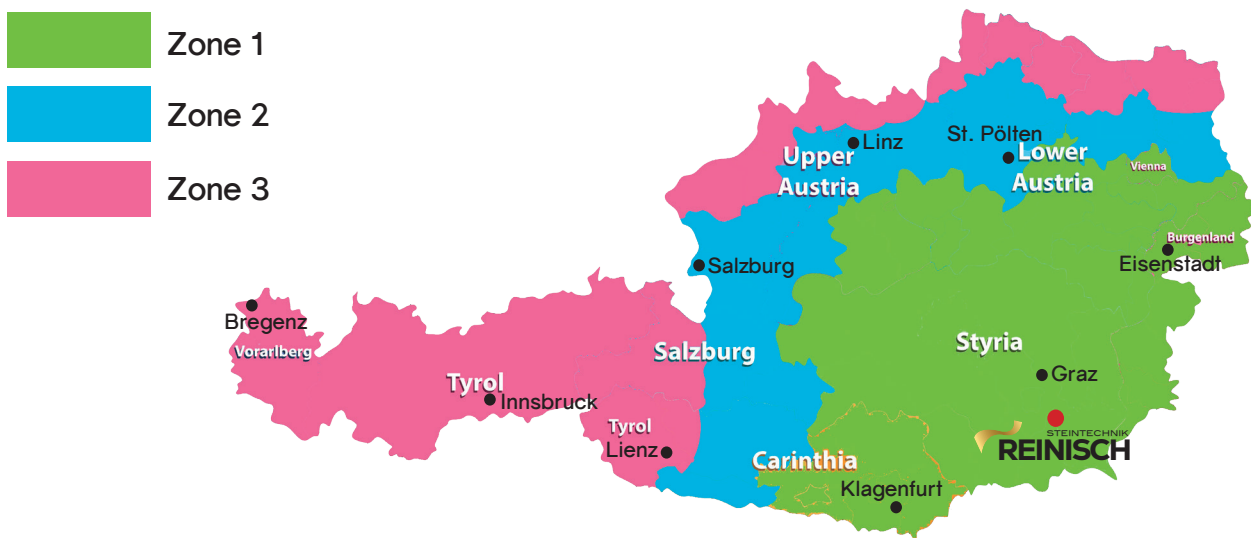 Zone 1
Zone 2
Zone 3
St. Pölten
Linz
Upper
Austria
Lower
Austria
Vienna
Burgenland
Eisenstadt
Salzburg
Bregenz
Vorarlberg
Salzburg
Styria
Tyrol
Innsbruck
Graz
Tyrol
Lienz
STEINTECHNIK
REINISCH
Carinthia
Klagenfurt